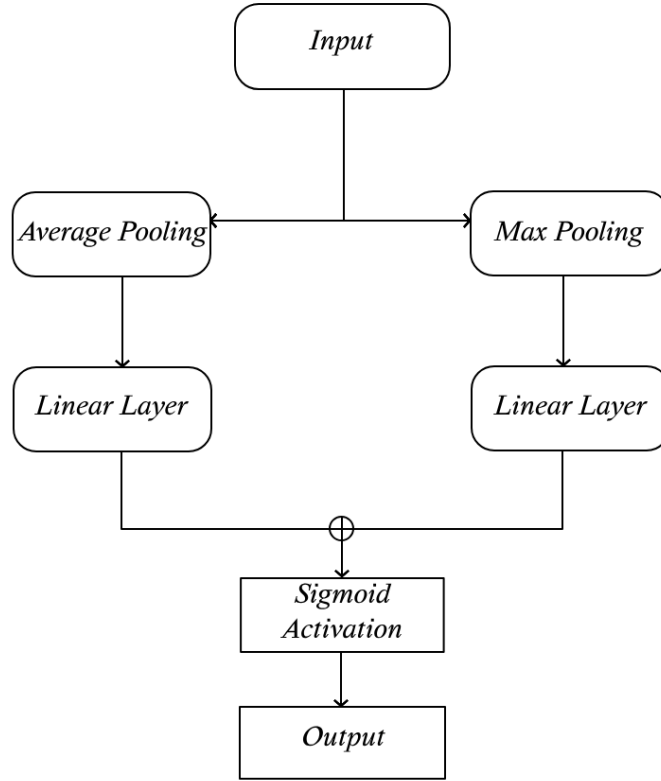 Input
Average Pooling
Max Pooling
Linear Layer
Linear Layer
Sigmoid
Activation
Output